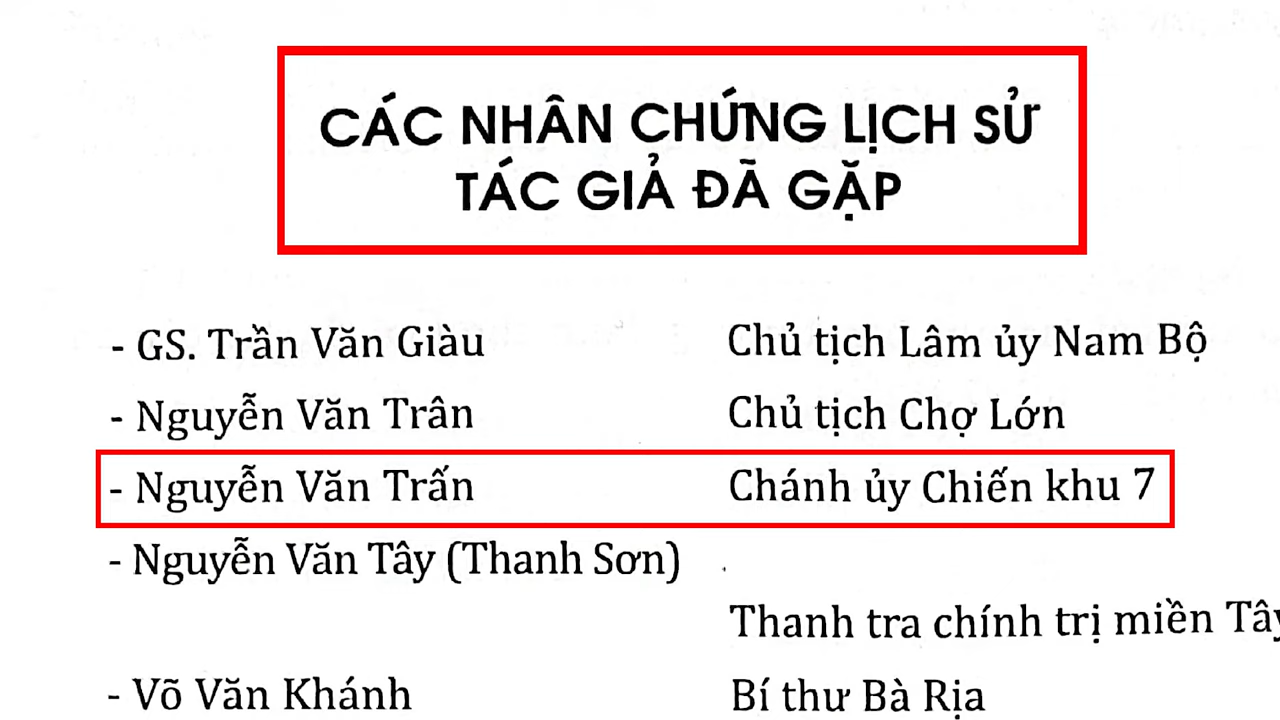 CÁC NHÂN CHỨNG LỊCH SỬ
TÁC GIẢ ĐÃ GẶP
- GS. Trần Văn Giàu Chủ tịch Lâm ủy Nam Bộ
- Nguyễn Văn Trân Chủ tịch Chợ Lớn
- Nguyễn Văn Trấn Chánh ủy Chiến khu 7
- Nguyễn Văn Tây (Thanh Sơn)
Thanh tra chính trị miền Tây
- Võ Văn Khánh Bí thư Bà Rịa